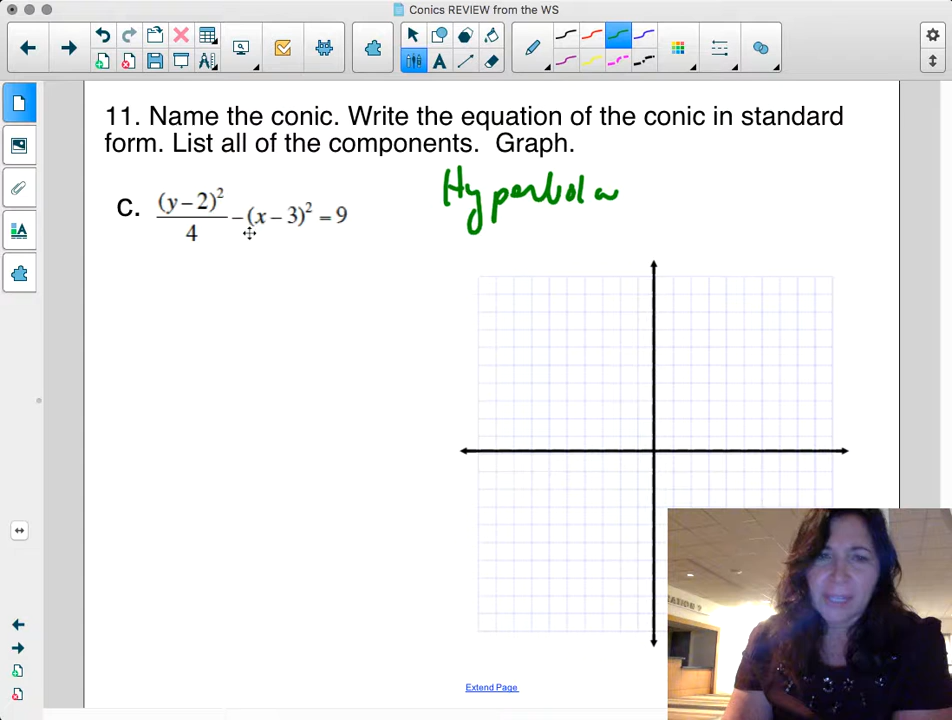 Conics REVIEW from the WS
11. Name the conic. Write the equation of the conic in standard
form. List all of the components. Graph.
Hyperbola
c. (y – 2)²/4 – (x – 3)² = 9
Extend Page